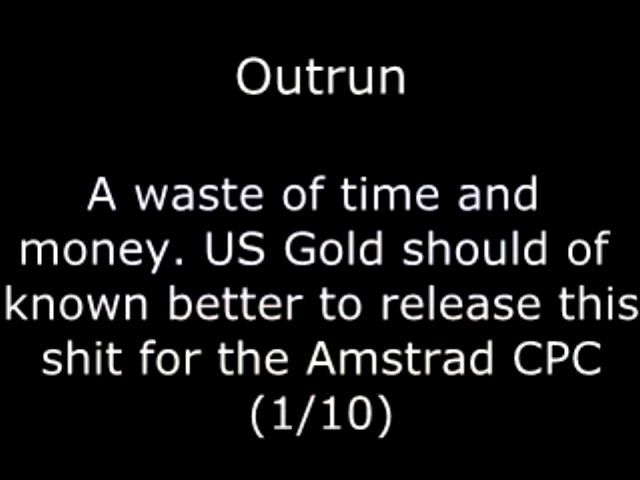 Outrun
A waste of time and
money. US Gold should of
known better to release this
shit for the Amstrad CPC
(1/10)